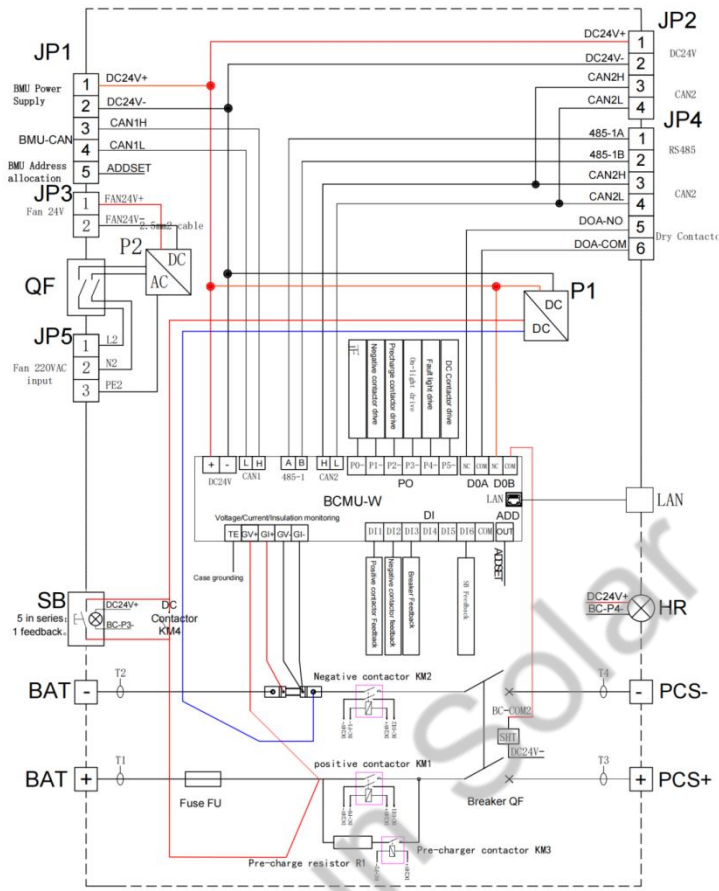 JP2
DC24V+
1
DC24V
DC24V-
2
CAN2H
3
CAN2
CAN2L
4
JP1
1
DC24V+
BMU Power
Supply
2
DC24V-
3
CAN1H
BMU-CAN
4
CAN1L
BMU Address
allocation
5
ADDSET
JP4
485-1A
1
RS485
485-1B
2
CAN2H
3
CAN2
CAN2L
4
DOA-NO
5
DOA-COM
6
Dry Contactor
JP3
Fan 24V
1
FAN24V+
2
FAN24V-
2.5mm2 cable
P2
DC
AC
QF
P1
DC
DC
JP5
1
L2
Fan 220VAC
input
2
N2
3
PE2
正
Negative contactor drive
Precharge contactor drive
On-light drive
Fault light drive
DC Contactor drive
+ -
L H
A B
H L
P0- P1- P2- P3- P4- P5-
NC COM NC COM
DC24V
CAN1
485-1
CAN2
PO
D0A
D0B
BCMU-W
LAN
LAN
Voltage/Current/Insulation monitoring
DI
ADD
TE GV+ GI+ GV- GI-
DI1 DI2 DI3 DI4 DI5 DI6 COM OUT
Case grounding
Positive contactor Feedback
Negative contactor feedback
Breaker Feedback
SB Feedback
ADDSET
SB
5 in series;
1 feedback。
DC24V+
BC-P3-
DC
Contactor
KM4
DC24V+
BC-P4-
HR
BAT
-
T2
Negative contactor KM2
T4
-
PCS-
BC-COM2
SHT
DC24V-
BAT
+
T1
Fuse FU
positive contactor KM1
Breaker QF
T3
+
PCS+
Pre-charge resistor R1
Pre-charger contactor KM3
in Solar